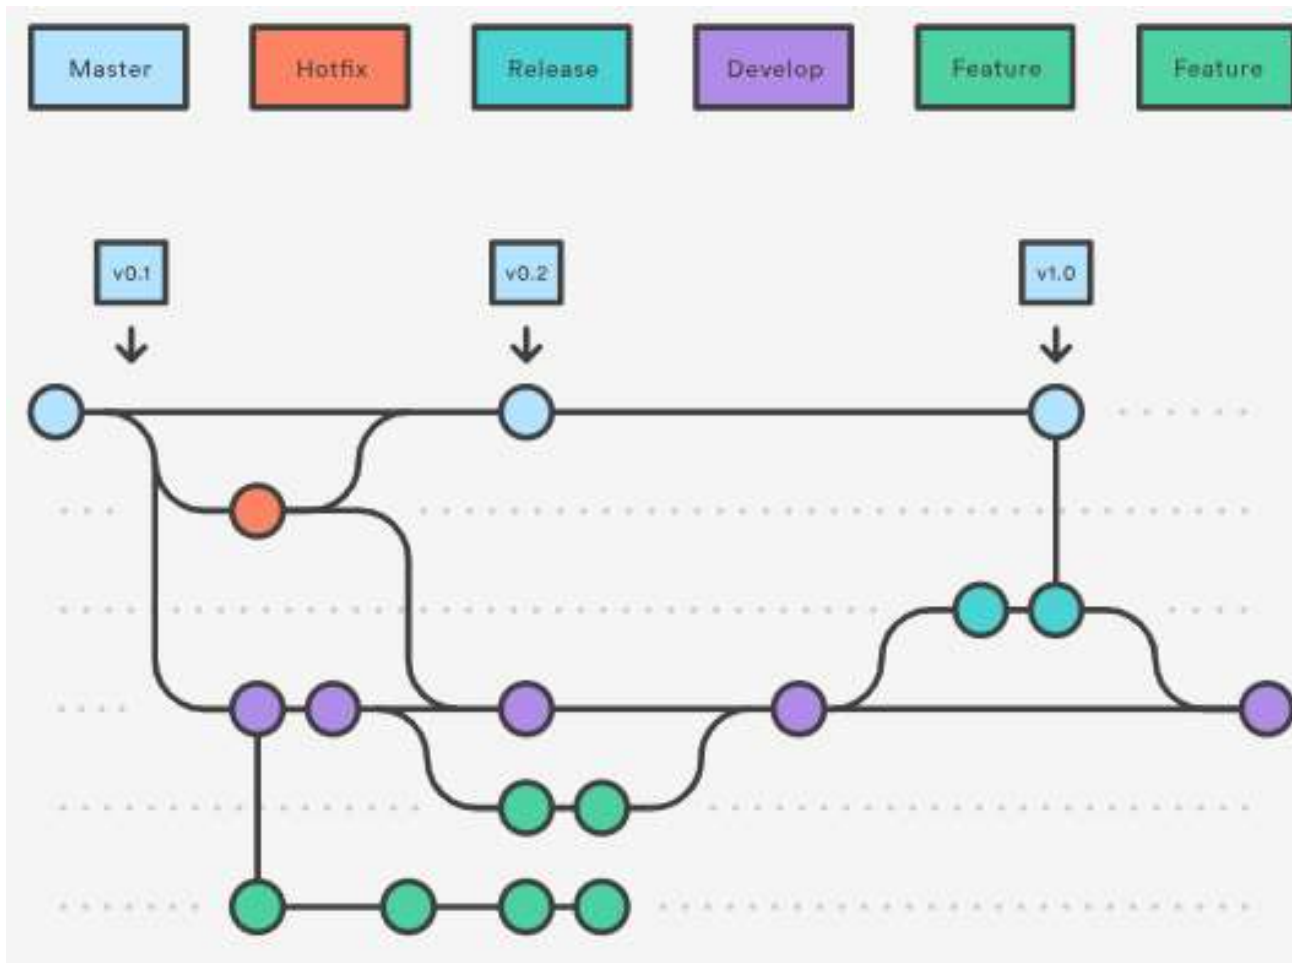 Master
Hotfix
Release
Develop
Feature
Feature
v0.1
v0.2
v1.0